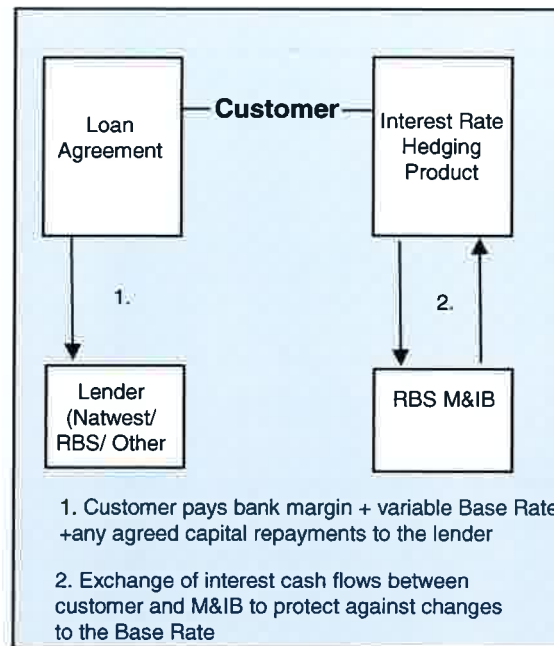 Loan
Agreement
Customer
Interest Rate
Hedging
Product
1.
2.
Lender
(Natwest/
RBS/ Other
RBS M&IB
1. Customer pays bank margin + variable Base Rate
+any agreed capital repayments to the lender
2. Exchange of interest cash flows between
customer and M&IB to protect against changes
to the Base Rate